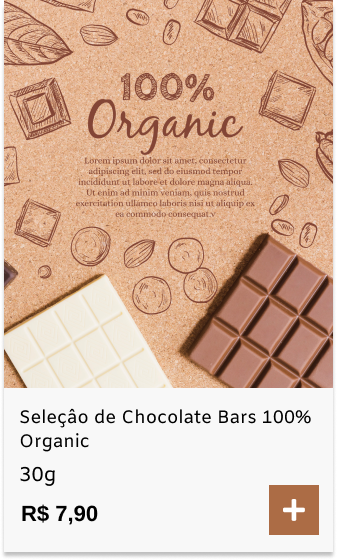 100%
Organic
Lorem ipsum dolor sit amet, consectetur
adipiscing elit, sed do eiusmod tempor
incididunt ut labore et dolore magna aliqua.
Ut enim ad minim veniam, quis nostrud
exercitation ullamco laboris nisi ut aliquip ex
ea commodo consequat v
Seleçâo de Chocolate Bars 100%
Organic
30g
R$ 7,90
+